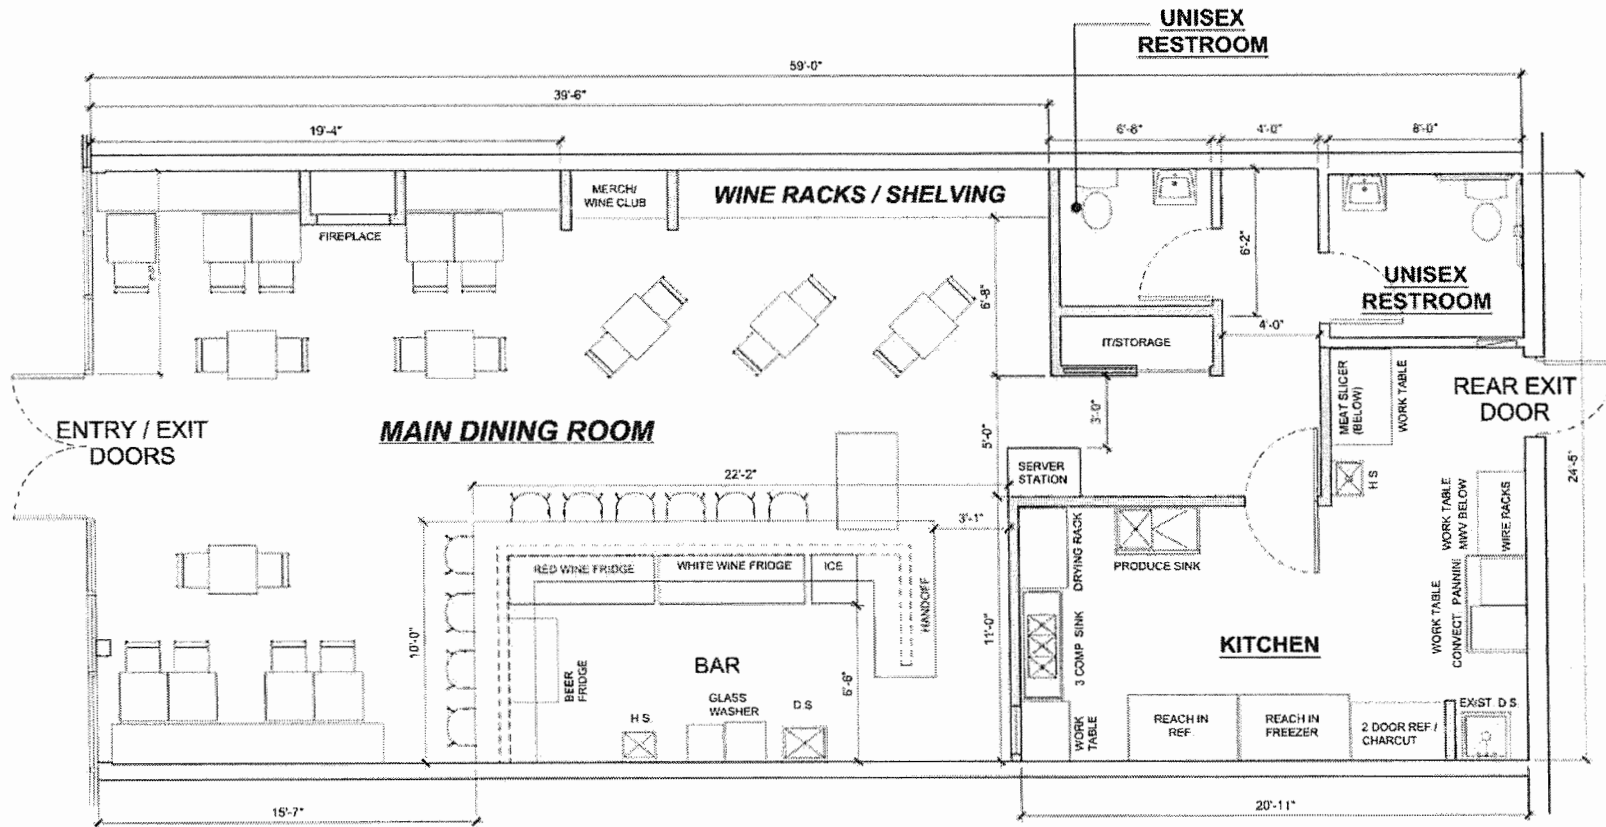 UNISEX
RESTROOM
59'-0"
39'-6"
19'-4"
6'-8"
4'-0"
8'-0"
MERCH/
WINE CLUB
WINE RACKS / SHELVING
FIREPLACE
6'-2"
6'-8"
UNISEX
RESTROOM
4'-0"
IT/STORAGE
MEAT SLICER
(BELOW)
WORK TABLE
REAR EXIT
DOOR
ENTRY / EXIT
DOORS
MAIN DINING ROOM
3'-0"
5'-0"
22'-2"
SERVER
STATION
H S
24'-5"
3'-1"
WORK TABLE
MWV BELOW
WIRE RACKS
DRYING RACK
PRODUCE SINK
RED WINE FRIDGE
WHITE WINE FRIDGE
ICE
HANDCIFF
10'-0"
11'-0"
3 COMP SINK
WORK TABLE
CONVECT PANNINI
KITCHEN
BAR
BEER
FRIDGE
6'-6"
GLASS
WASHER
H S.
D S
WORK
TABLE
REACH IN
REF.
REACH IN
FREEZER
2 DOOR REF /
CHARCUT
EXIST D S
15'-7"
20'-11"